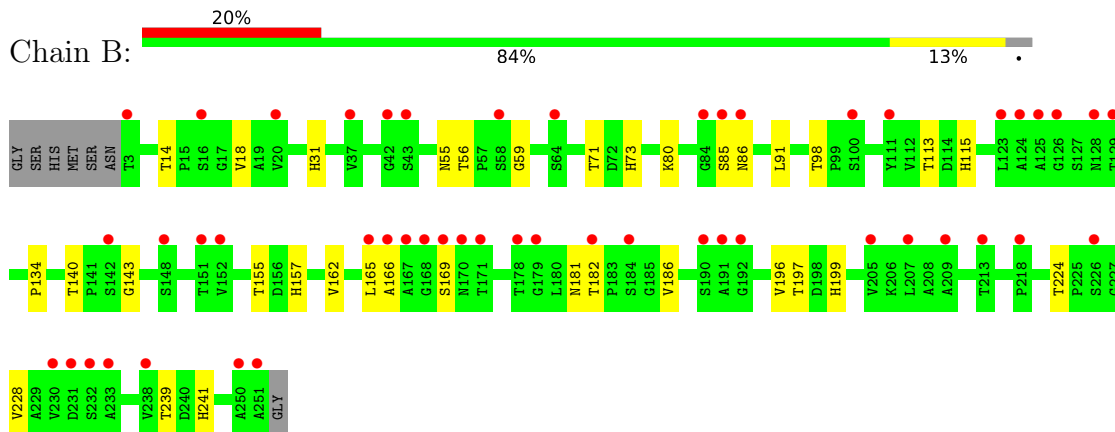 20%
Chain B:
84% 13% .
GLY SER HIS MET SER ASN T3 T14 P15 S16 G17 V18 A19 V20 H31 V37 G42 S43 N55 T56 P57 S58 G59 S64 T71 D72 H73 K80 G84 S85 N86 L91 T98 P99 S100 Y111 V112 T113 D114 H115 L123 A124 A125 G126 S127 N128 T129
P134 T140 P141 S142 G143 S148 T151 V152 T155 D156 H157 V162 L165 A166 A167 G168 S169 N170 T171 T178 G179 L180 N181 T182 P183 S184 G185 V186 S190 A191 G192 V196 T197 D198 H199 V205 K206 L207 A208 A209 T213 P218 T224 P225 S226 G227
V228 A229 V230 D231 S232 A233 V238 T239 D240 H241 A250 A251 GLY